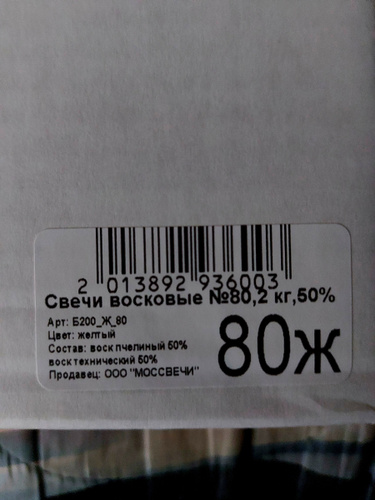 2 013892 936003
Свечи восковые №80,2 кг,50%
Арт: Б200_Ж_80
Цвет: желтый
Состав: воск пчелиный 50%
воск технический 50%
Продавец: ООО "МОССВЕЧИ"
80ж